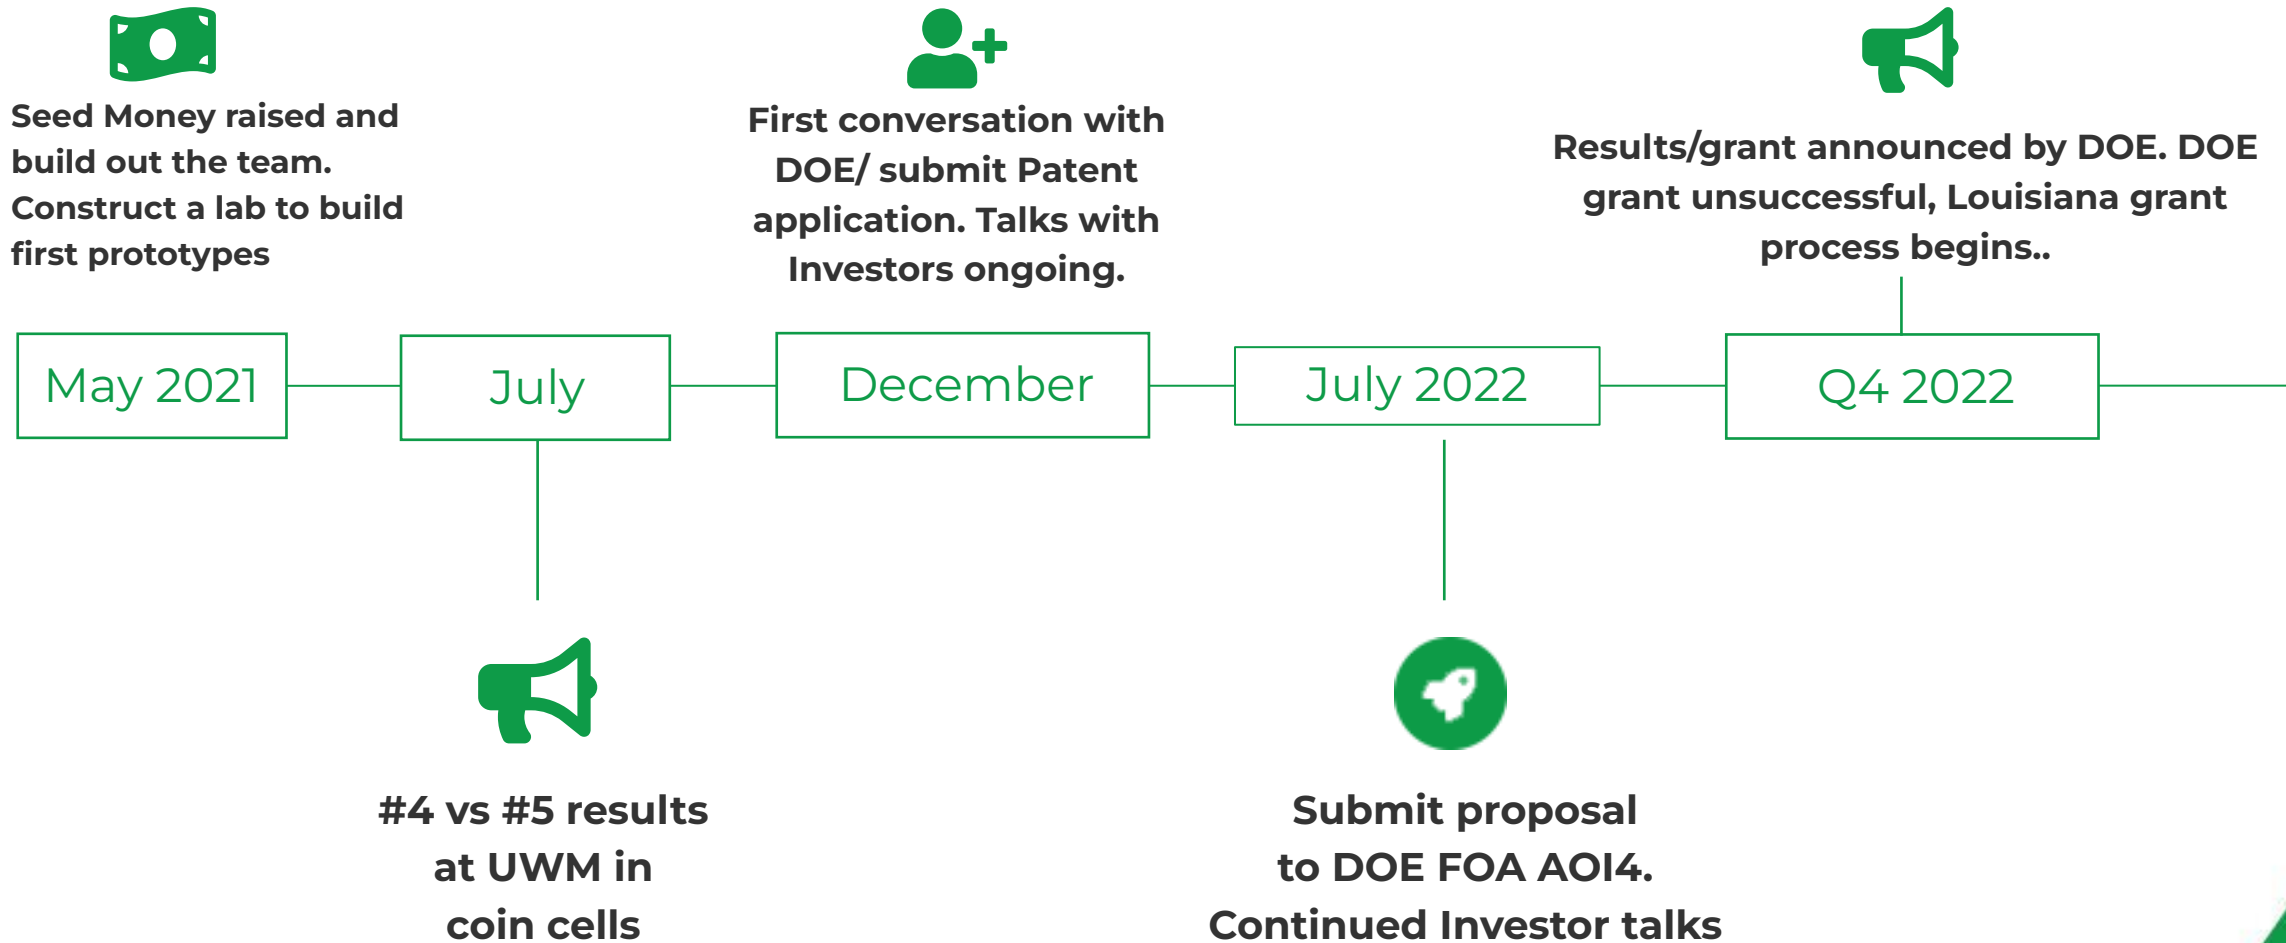 Seed Money raised and
build out the team.
Construct a lab to build
first prototypes
First conversation with
DOE/ submit Patent
application. Talks with
Investors ongoing.
Results/grant announced by DOE. DOE
grant unsuccessful, Louisiana grant
process begins..
May 2021
July
December
July 2022
Q4 2022
#4 vs #5 results
at UWM in
coin cells
Submit proposal
to DOE FOA AOI4.
Continued Investor talks